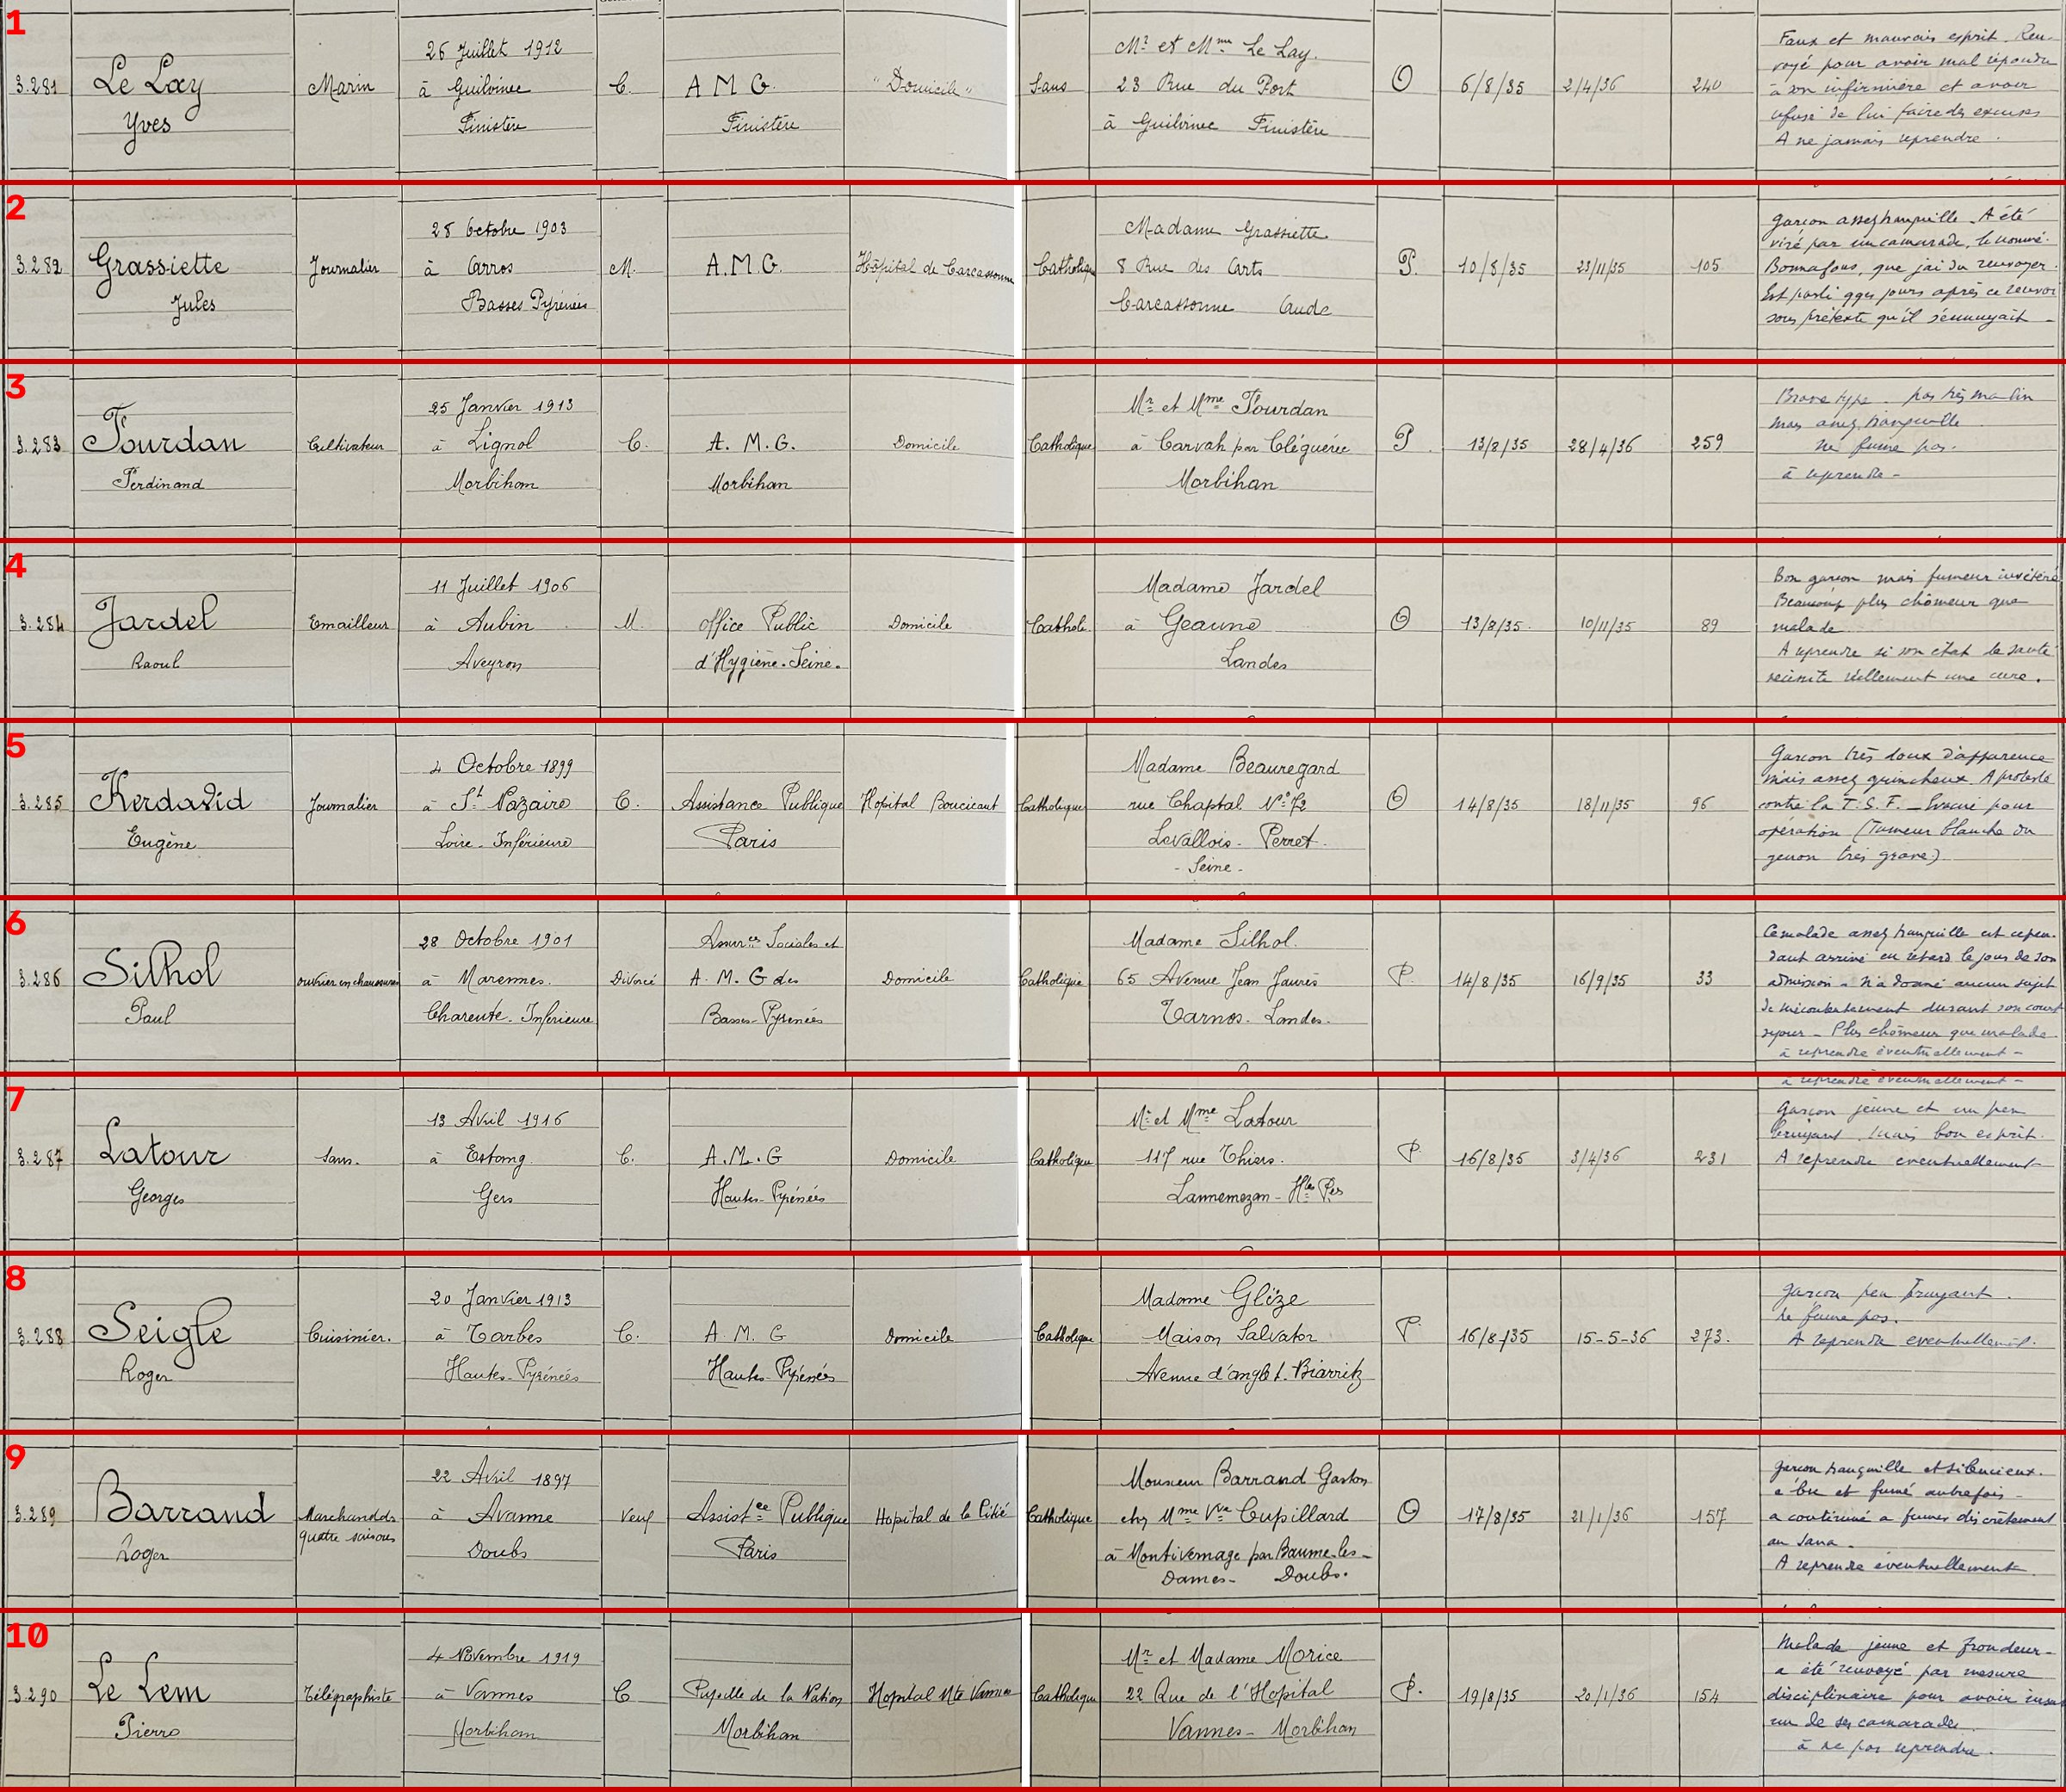 1
3.281
Le Lay
Yves
Marin
26 Juillet 1912
à Guilvinec
Finistère
C.
A M G.
Finistère
"Domicile"
Sans
Mr et Mme Le Lay.
23 Rue du Port
à Guilvinec Finistère
O
6/8/35
2/4/36
240
Faux et mauvais esprit. Ren-
voyé pour avoir mal répondu
à son infirmière et avoir
refusé de lui faire des excuses
A ne jamais reprendre.
2
3.282
Grassiette
Jules
Journalier
28 Octobre 1903
à Arros
Basses Pyrénées
M.
A.M.G.
Hôpital de Carcassonne
Catholique
Madame Grassiette
8 Rue des Arts
Carcassonne Aude
P.
10/8/35
23/11/35
105
Garçon assez tranquille. A été
viré par un camarade, le nommé
Bonnafous, que j'ai du renvoyer.
Est parti qqes jours après ce renvoi
sous prétexte qu'il s'ennuyait -
3
3.283
Jourdan
Ferdinand
Cultivateur
25 Janvier 1913
à Lignol
Morbihan
C.
A. M. G.
Morbihan
Domicile
Catholique
Mr et Mme Jourdan
à Carvah par Cléguérec
Morbihan
P.
13/8/35
28/4/36
259
Brave type. pas très malin
mais assez tranquille
ne fume pas.
à reprendre -
4
3.284
Jardel
Raoul
Emailleur
11 Juillet 1906
à Aubin
Aveyron
M.
Office Public
d'Hygiène. Seine.
Domicile
Cathol.
Madame Jardel
à Geaune
Landes
O
13/8/35.
10/11/35
89
Bon garçon mais fumeur invétéré
Beaucoup plus chômeur que
malade
A reprendre si son état de santé
nécessite réellement une cure.
5
3.285
Kerdavid
Eugène
Journalier
4 Octobre 1899
à St Nazaire
Loire-Inférieure
C.
Assistance Publique
Paris
Hopital Boucicaut
Catholique
Madame Beauregard
rue Chaptal No 72
Levallois-Perret.
- Seine -
O
14/8/35
18/11/35
96
Garçon très doux d'apparence
mais assez grincheux. A protesté
contre la T.S.F. - Evacué pour
opération (Tumeur blanche du
genou très grave)
6
3.286
Silhol
Paul
ouvrier en chaussures
28 Octobre 1901
à Marennes.
Charente-Inférieure
Divorcé
Assurces Sociales et
A. M. G des
Basses-Pyrénées
Domicile
Catholique
Madame Silhol.
65 Avenue Jean Jaurès
Tarnos. Landes.
P.
14/8/35
16/9/35
33
Ce malade assez tranquille est cepen-
dant arrivé en retard le jour de son
admission - n'a donné aucun sujet
de mécontentement durant son court
séjour - Plus chômeur que malade
à reprendre éventuellement -
7
3.287
Latour
Georges
Sans.
13 Avril 1916
à Estang
Gers
C.
A.M.G
Hautes-Pyrénées
Domicile
Catholique
Mr et Mme Latour
117 rue Thiers.
Lannemezan - Htes Pes
P.
16/8/35
3/4/36
231
à reprendre éventuellement -
Garçon jeune et un peu
bruyant. Mais bon esprit.
A reprendre eventuellement
8
3.288
Seigle
Roger
Cuisinier.
20 Janvier 1913
à Tarbes
Hautes-Pyrénées
C.
A M. G
Hautes-Pyrénées
Domicile
Catholique
Madame Glize
Maison Salvator
Avenue d'anglet. Biarritz
P.
16/8/35
15-5-36
273.
Garçon peu bruyant.
ne fume pas.
A reprendre eventuellemt.
9
3.289
Barrand
Roger
Marchand ds
quatre saisons
22 Avril 1897
à Avanne
Doubs
Veuf
Assistce Publique
Paris
Hopital de la Pitié
Catholique
Monsieur Barrand Gaston
chez Mme Vve Cupillard
à Montivernage par Baume-les-
Dames - Doubs.
O
17/8/35
21/1/36
157
Garçon tranquille et silencieux.
a bu et fumé autrefois -
a continué a fumer discrètement
au sana.
A reprendre éventuellement.
10
3.290
Le Lem
Pierre
Télégraphiste
4 Novembre 1919
à Vannes
Morbihan
C
Pupille de la Nation
Morbihan
Hopital Mte Vannes
Catholique
Mr et Madame Morice
22 Rue de l'Hopital
Vannes - Morbihan
P.
19/8/35
20/1/36
154
Malade jeune et frondeur -
a été renvoyé par mesure
disciplinaire pour avoir
un de ses camarades
à ne pas reprendre.